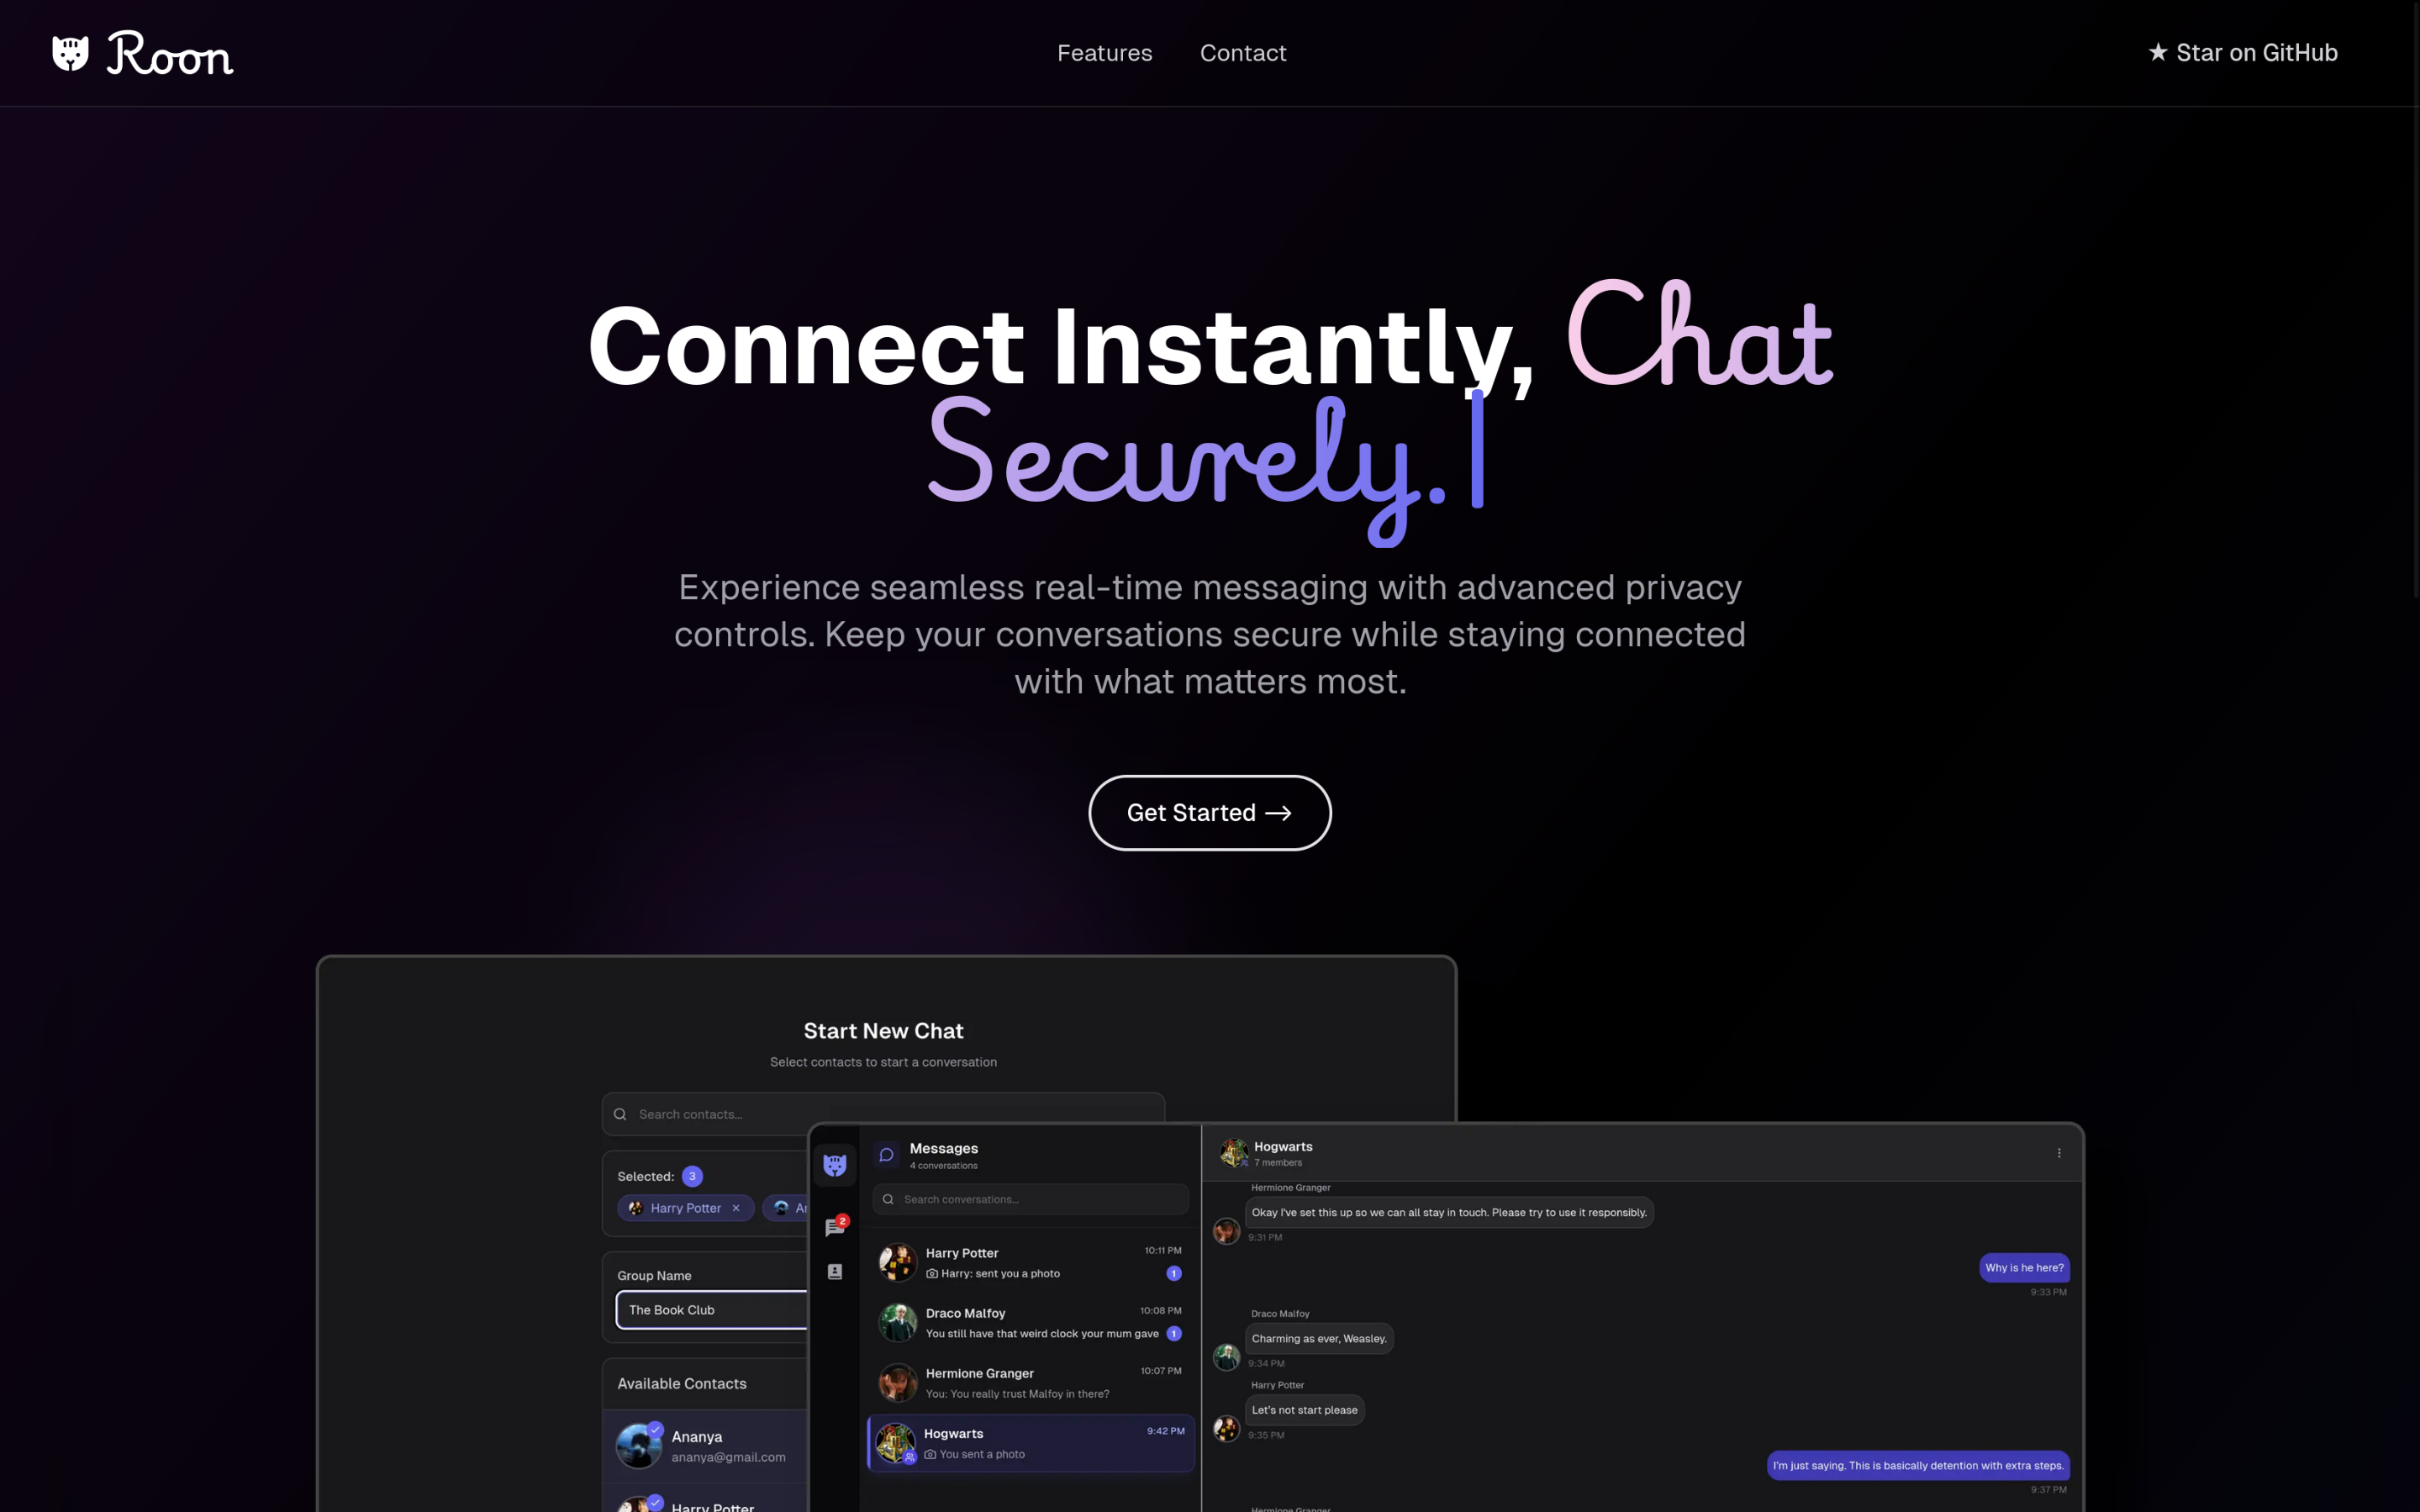 Roon
Features
Contact
★ Star on GitHub
Connect Instantly, Chat
Securely.
Experience seamless real-time messaging with advanced privacy
controls. Keep your conversations secure while staying connected
with what matters most.
Get Started →
Start New Chat
Select contacts to start a conversation
Search contacts...
Selected: 3
Harry Potter ×
Group Name
The Book Club
Available Contacts
Ananya
ananya@gmail.com
Harry Potter
2
Messages
4 conversations
Search conversations...
Harry Potter
10:11 PM
Harry: sent you a photo
1
Draco Malfoy
10:08 PM
You still have that weird clock your mum gave
1
Hermione Granger
10:07 PM
You: You really trust Malfoy in there?
Hogwarts
9:42 PM
You sent a photo
Hogwarts
7 members
Hermione Granger
Okay I've set this up so we can all stay in touch. Please try to use it responsibly.
9:31 PM
Why is he here?
9:33 PM
Draco Malfoy
Charming as ever, Weasley.
9:34 PM
Harry Potter
Let's not start please
9:35 PM
I'm just saying. This is basically detention with extra steps.
9:37 PM
Hermione Granger